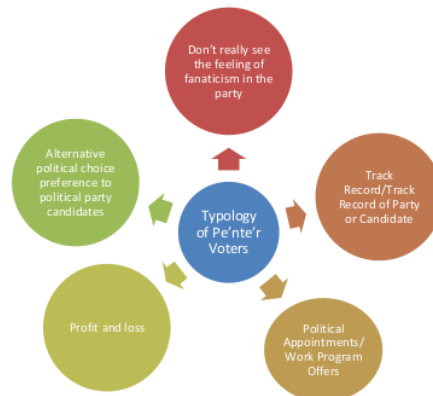 Don't really see
the feeling of
fanaticism in the
party
Alternative
political choice
preference to
political party
candidates
Track
Record/Track
Record of Party
or Candidate
Typology
of Pe'nte'r
Voters
Profit and loss
Political
Appointments/
Work Program
Offers